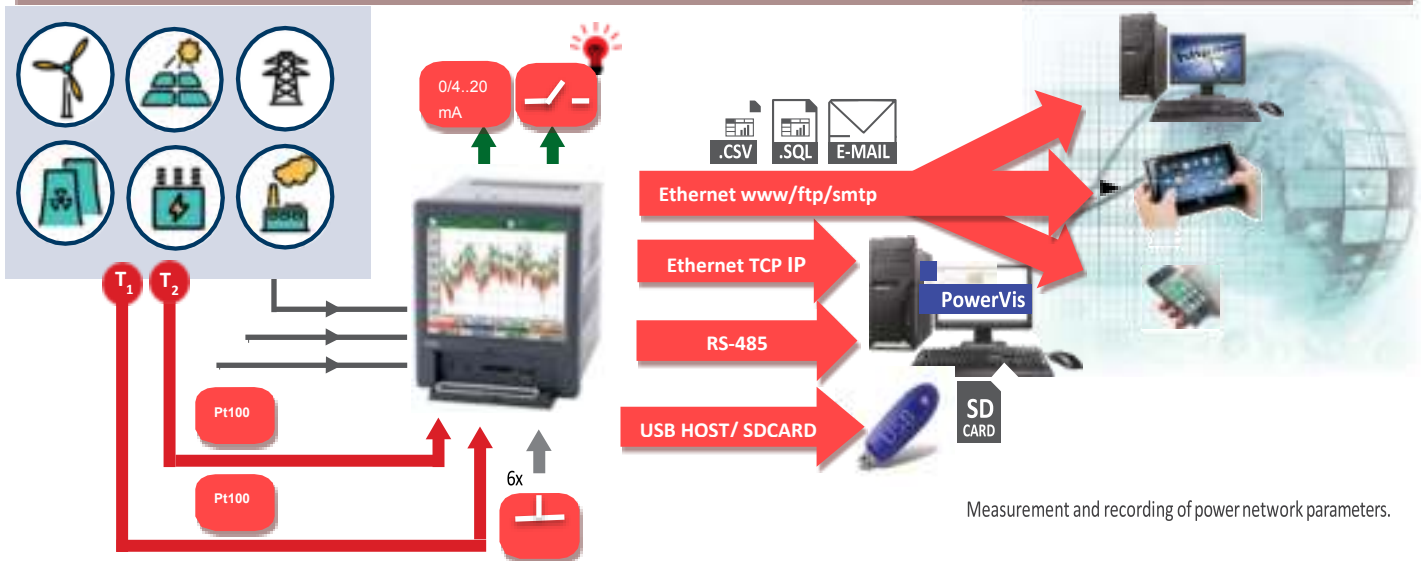 0/4..20
mA
.CSV
.SQL
E-MAIL
Ethernet www/ftp/smtp
Ethernet TCP IP
PowerVis
RS-485
USB HOST/ SDCARD
SD
CARD
T1
T2
Pt100
Pt100
6x
Measurement and recording of power network parameters.